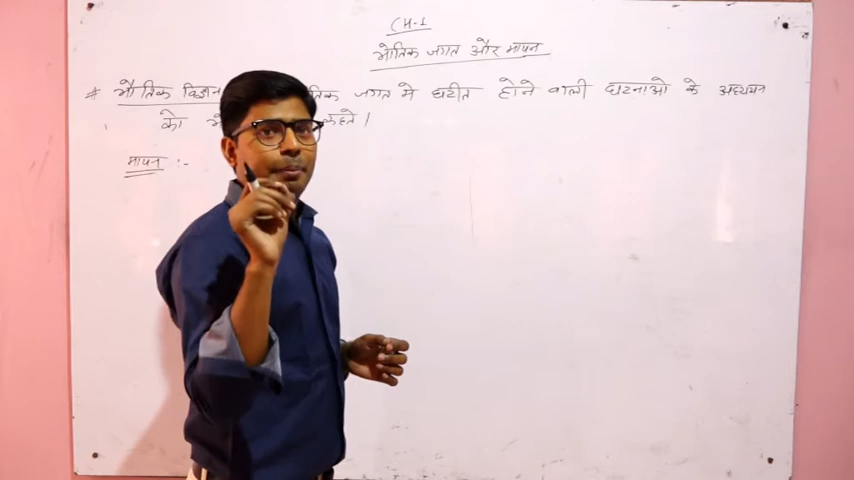 CH-1
भौतिक जगत और मापन
# भौतिक विज्ञान तिक जगत मे घटीत होने वाली घटनाओ के अध्ययन
को भौ कहते।
मापन :-